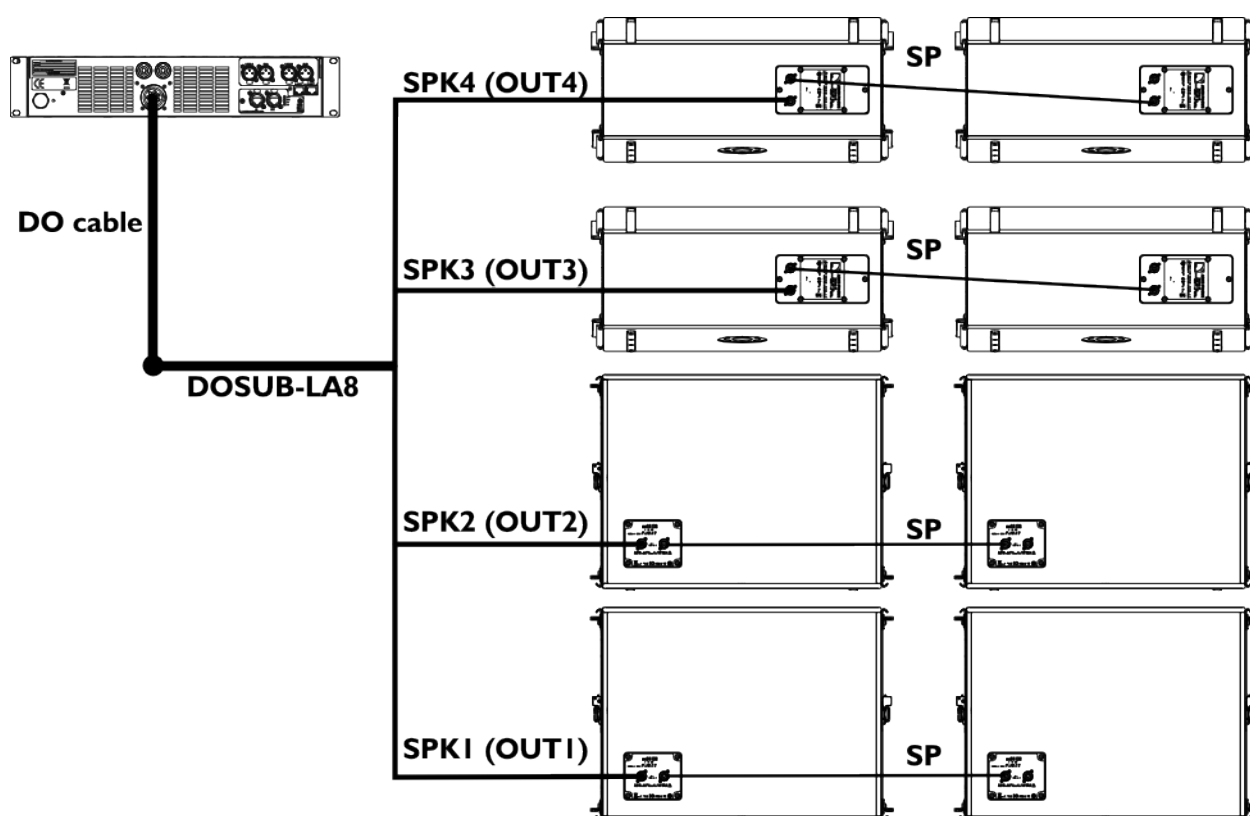 SPK4 (OUT4)
SP
DO cable
SPK3 (OUT3)
SP
DOSUB-LA8
SPK2 (OUT2)
SP
SPK1 (OUT1)
SP